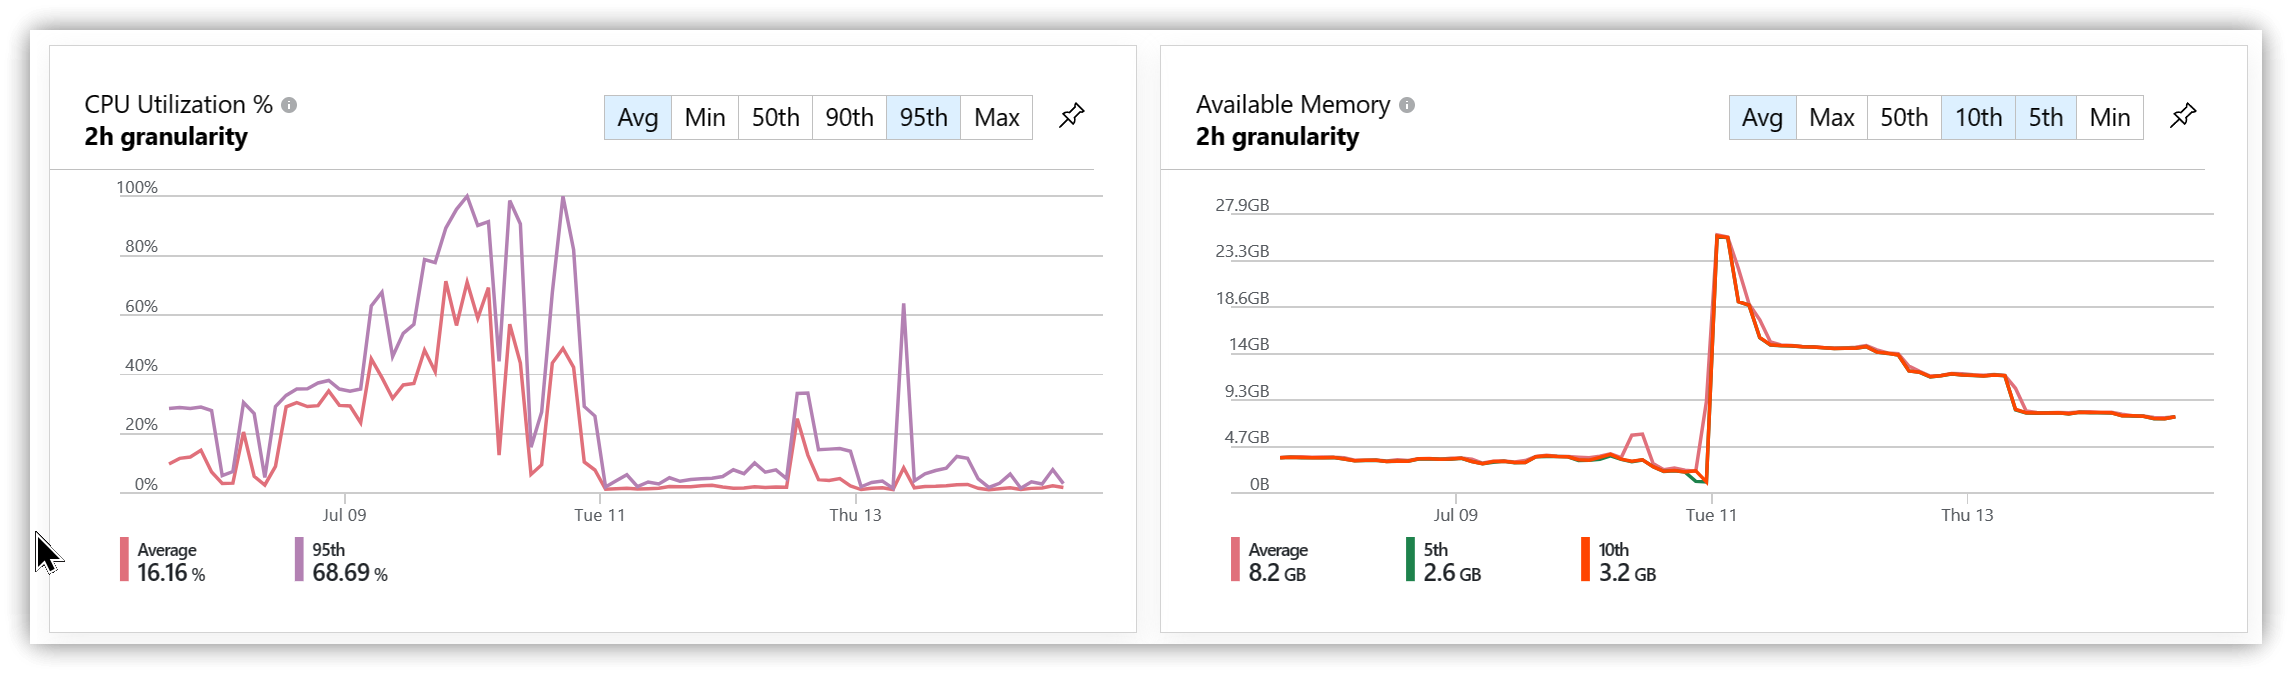 CPU Utilization %
2h granularity
Avg Min 50th 90th 95th Max
100%
80%
60%
40%
20%
0%
Jul 09 Tue 11 Thu 13
Average 95th
16.16 % 68.69 %
Available Memory
2h granularity
Avg Max 50th 10th 5th Min
27.9GB
23.3GB
18.6GB
14GB
9.3GB
4.7GB
0B
Jul 09 Tue 11 Thu 13
Average 5th 10th
8.2 GB 2.6 GB 3.2 GB